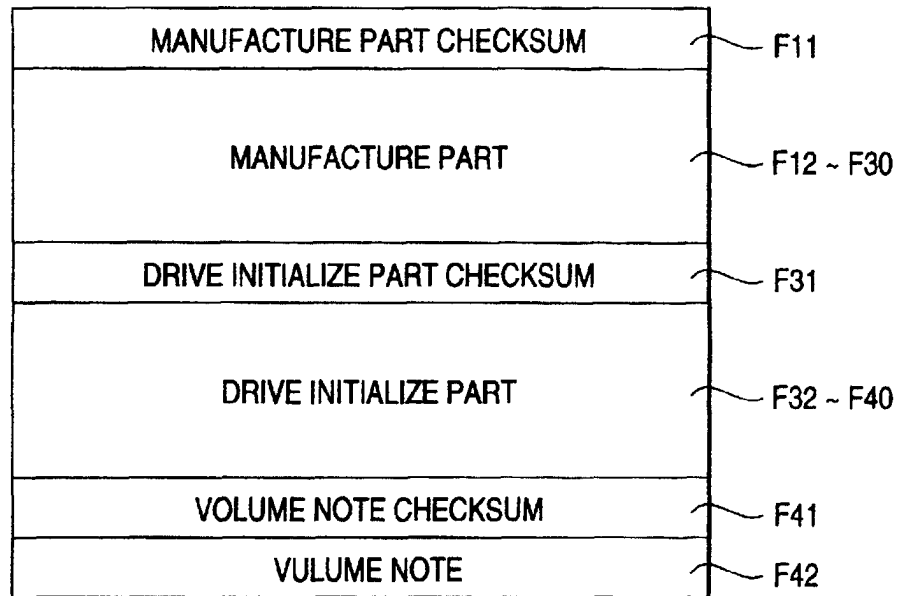 MANUFACTURE PART CHECKSUM F11
MANUFACTURE PART F12 ~ F30
DRIVE INITIALIZE PART CHECKSUM F31
DRIVE INITIALIZE PART F32 ~ F40
VOLUME NOTE CHECKSUM F41
VULUME NOTE F42